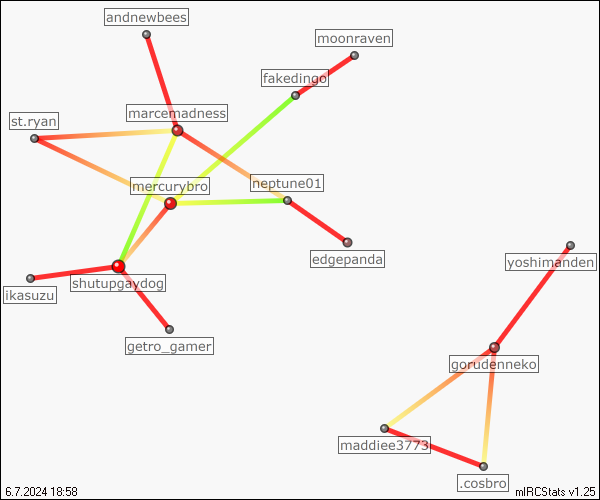 andnewbees
moonraven
fakedingo
marcemadness
st.ryan
mercurybro
neptune01
edgepanda
yoshimanden
shutupgaydog
ikasuzu
getro_gamer
gorudenneko
maddiee3773
.cosbro
6.7.2024 18:58
mIRCStats v1.25